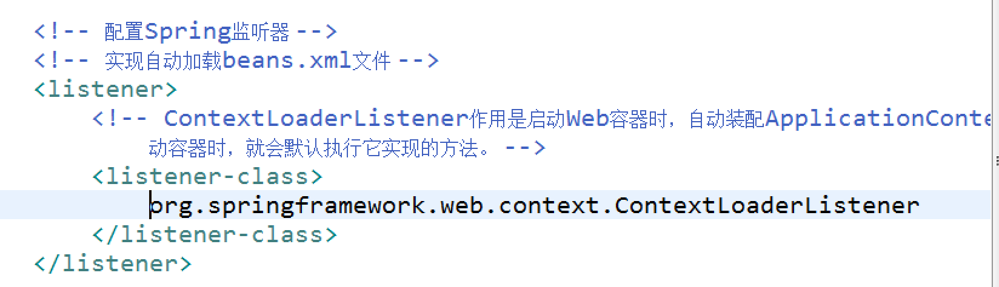 <!-- 配置Spring监听器 -->
<!-- 实现自动加载beans.xml文件 -->
<listener>
<!-- ContextLoaderListener作用是启动Web容器时，自动装配ApplicationConte
动容器时，就会默认执行它实现的方法。 -->
<listener-class>
org.springframework.web.context.ContextLoaderListener
</listener-class>
</listener>